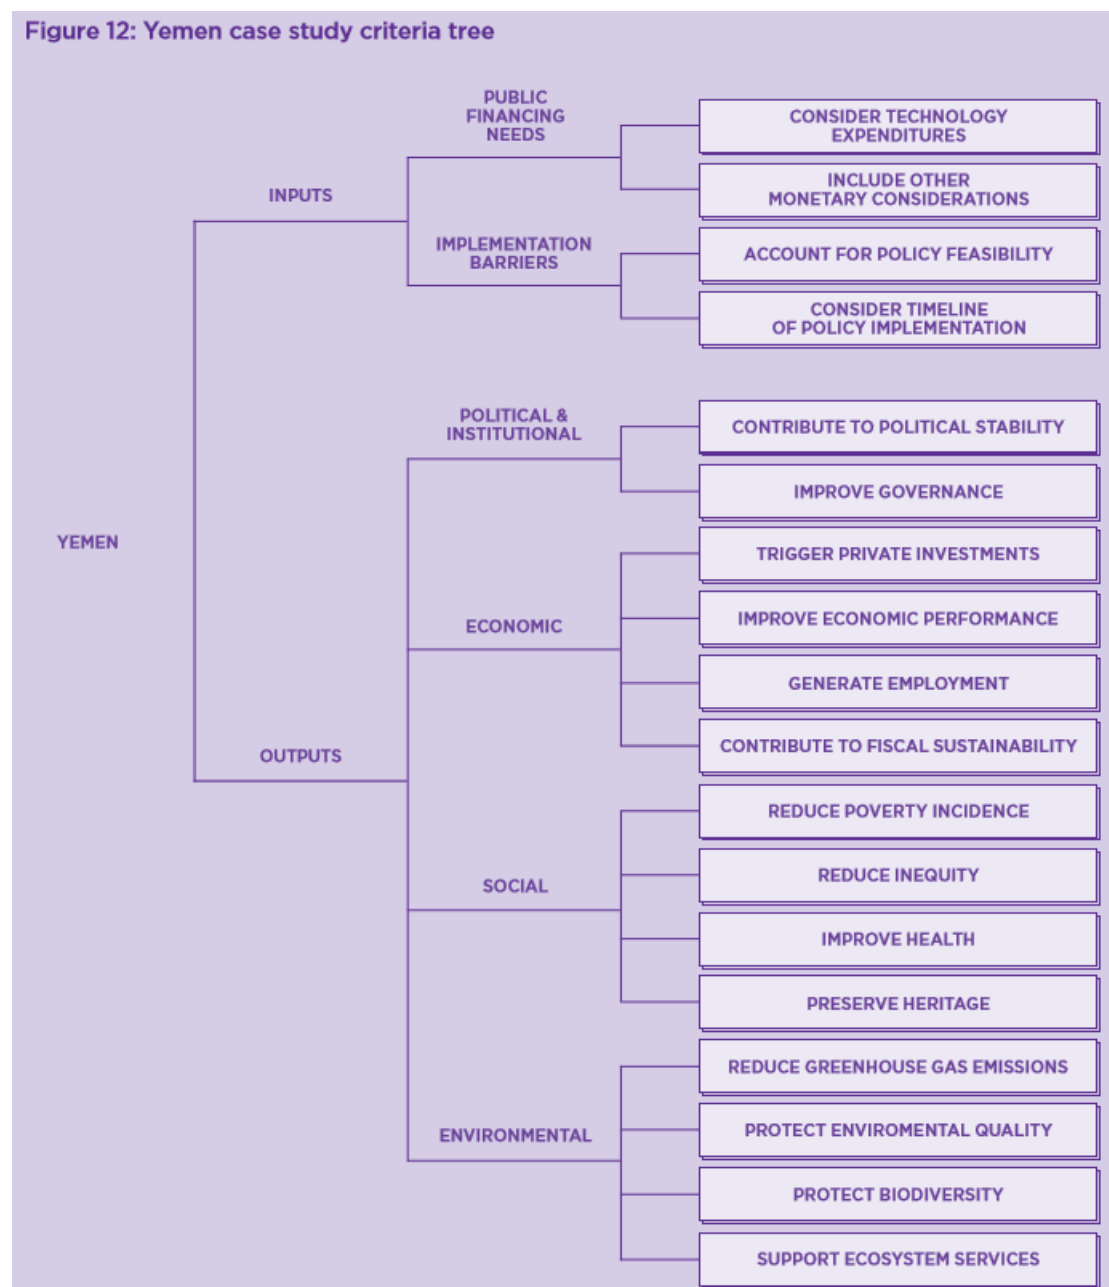 Figure 12: Yemen case study criteria tree
PUBLIC
FINANCING
NEEDS
CONSIDER TECHNOLOGY
EXPENDITURES
INPUTS
INCLUDE OTHER
MONETARY CONSIDERATIONS
IMPLEMENTATION
BARRIERS
ACCOUNT FOR POLICY FEASIBILITY
CONSIDER TIMELINE
OF POLICY IMPLEMENTATION
POLITICAL &
INSTITUTIONAL
CONTRIBUTE TO POLITICAL STABILITY
IMPROVE GOVERNANCE
YEMEN
TRIGGER PRIVATE INVESTMENTS
ECONOMIC
IMPROVE ECONOMIC PERFORMANCE
GENERATE EMPLOYMENT
OUTPUTS
CONTRIBUTE TO FISCAL SUSTAINABILITY
REDUCE POVERTY INCIDENCE
SOCIAL
REDUCE INEQUITY
IMPROVE HEALTH
PRESERVE HERITAGE
REDUCE GREENHOUSE GAS EMISSIONS
ENVIRONMENTAL
PROTECT ENVIROMENTAL QUALITY
PROTECT BIODIVERSITY
SUPPORT ECOSYSTEM SERVICES